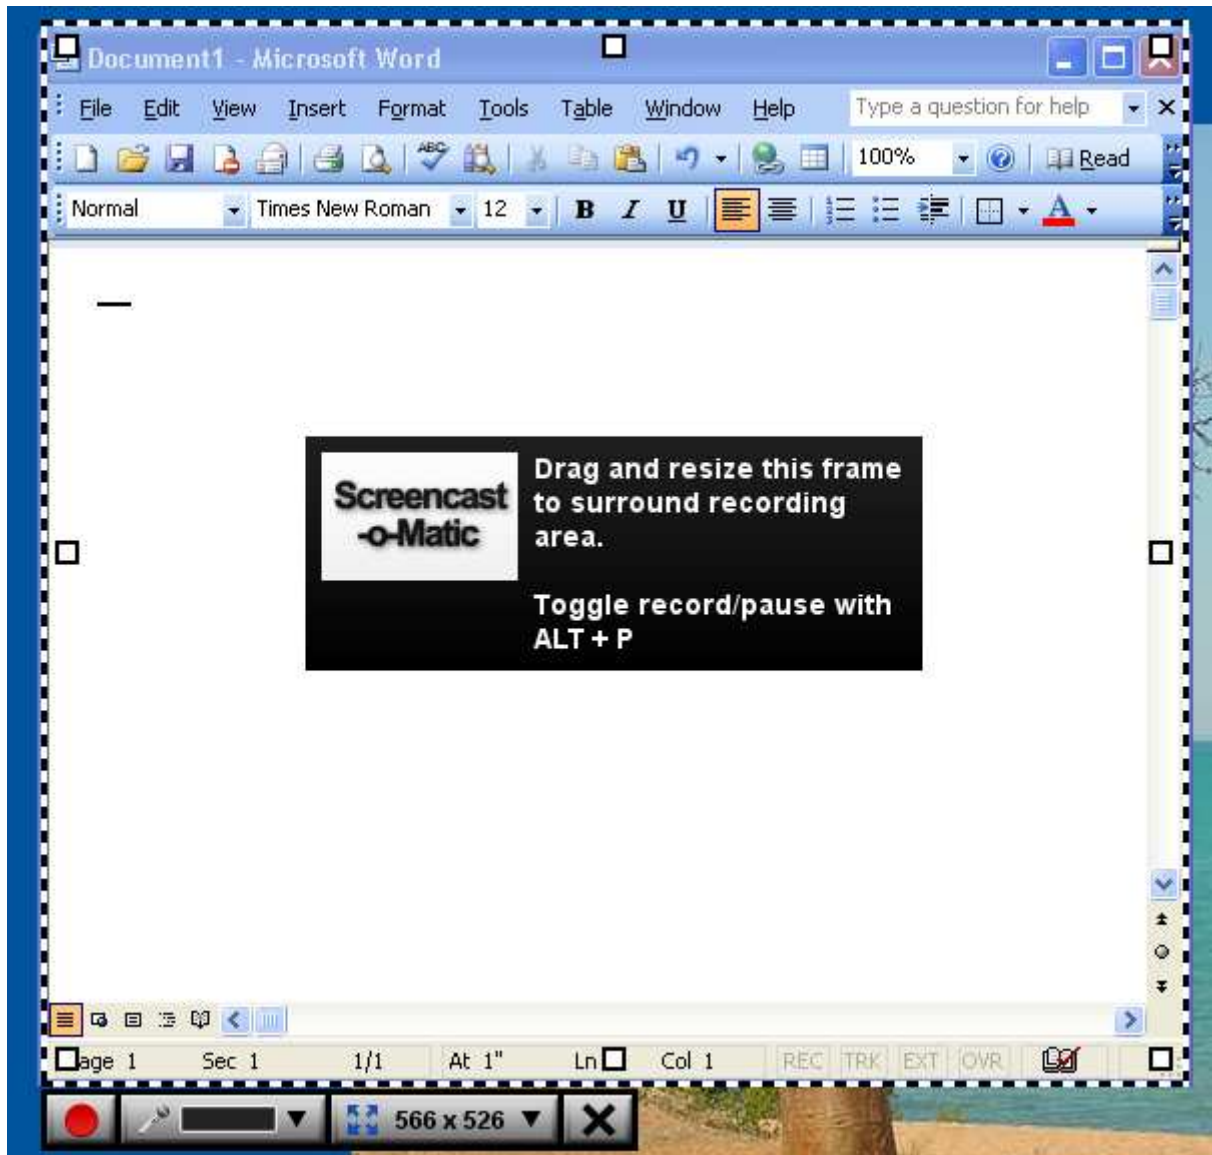 Document1 - Microsoft Word
File Edit View Insert Format Tools Table Window Help Type a question for help
ABC 100% Read
Normal Times New Roman 12 B I U A
Screencast
-o-Matic
Drag and resize this frame
to surround recording
area.
Toggle record/pause with
ALT + P
age 1 Sec 1 1/1 At 1" Ln Col 1 REC TRK EXT OVR
566 x 526